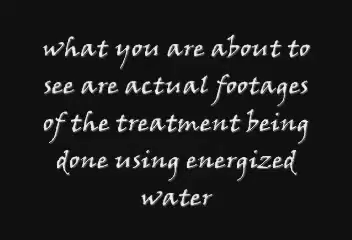 what you are about to
see are actual footages
of the treatment being
done using energized
water